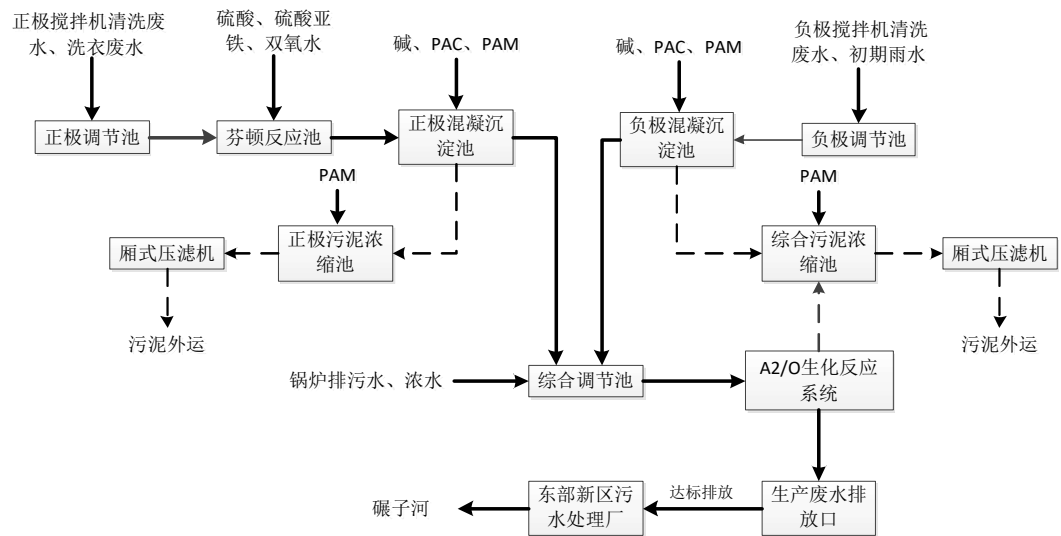 正极搅拌机清洗废
水、洗衣废水
硫酸、硫酸亚
铁、双氧水
碱、PAC、PAM
碱、PAC、PAM
负极搅拌机清洗
废水、初期雨水
正极调节池
芬顿反应池
正极混凝沉
淀池
负极混凝沉
淀池
负极调节池
PAM
PAM
厢式压滤机
正极污泥浓
缩池
综合污泥浓
缩池
厢式压滤机
污泥外运
污泥外运
锅炉排污水、浓水
综合调节池
A2/O生化反应
系统
碾子河
东部新区污
水处理厂
达标排放
生产废水排
放口